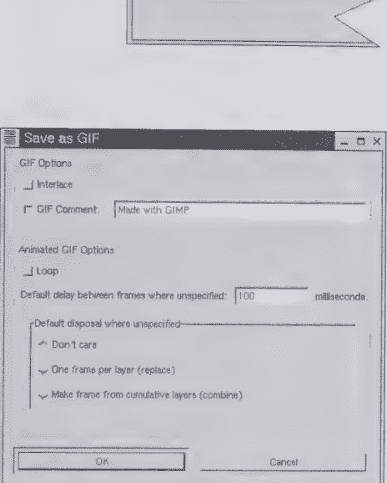 Save as GIF
GIF Options
Interlace
GIF Comment: Made with GIMP
Animated GIF Options
Loop
Default delay between frames where unspecified: 100 milliseconds.
Default disposal where unspecified
Don't care
One frame per layer (replace)
Make frame from cumulative layers (combine)
OK Cancel